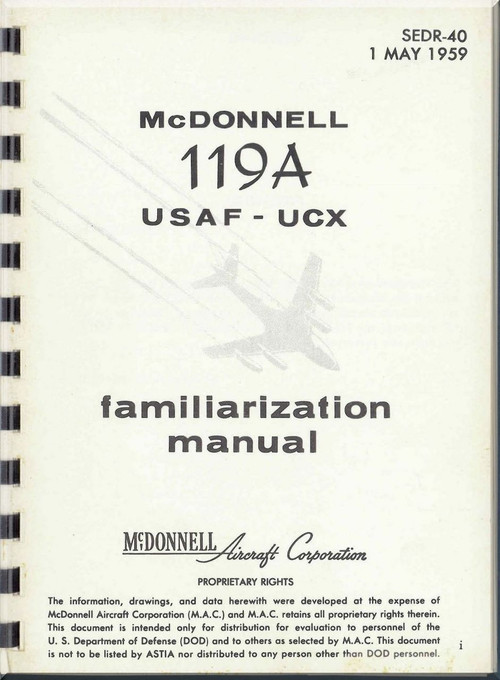 SEDR-40
1 MAY 1959
McDONNELL
119A
USAF - UCX
familiarization
manual
McDONNELL Aircraft Corporation
PROPRIETARY RIGHTS
The information, drawings, and data herewith were developed at the expense of
McDonnell Aircraft Corporation (M.A.C.) and M.A.C. retains all proprietary rights therein.
This document is intended only for distribution for evaluation to personnel of the
U. S. Department of Defense (DOD) and to others as selected by M.A.C. This document
is not to be listed by ASTIA nor distributed to any person other than DOD personnel.
i